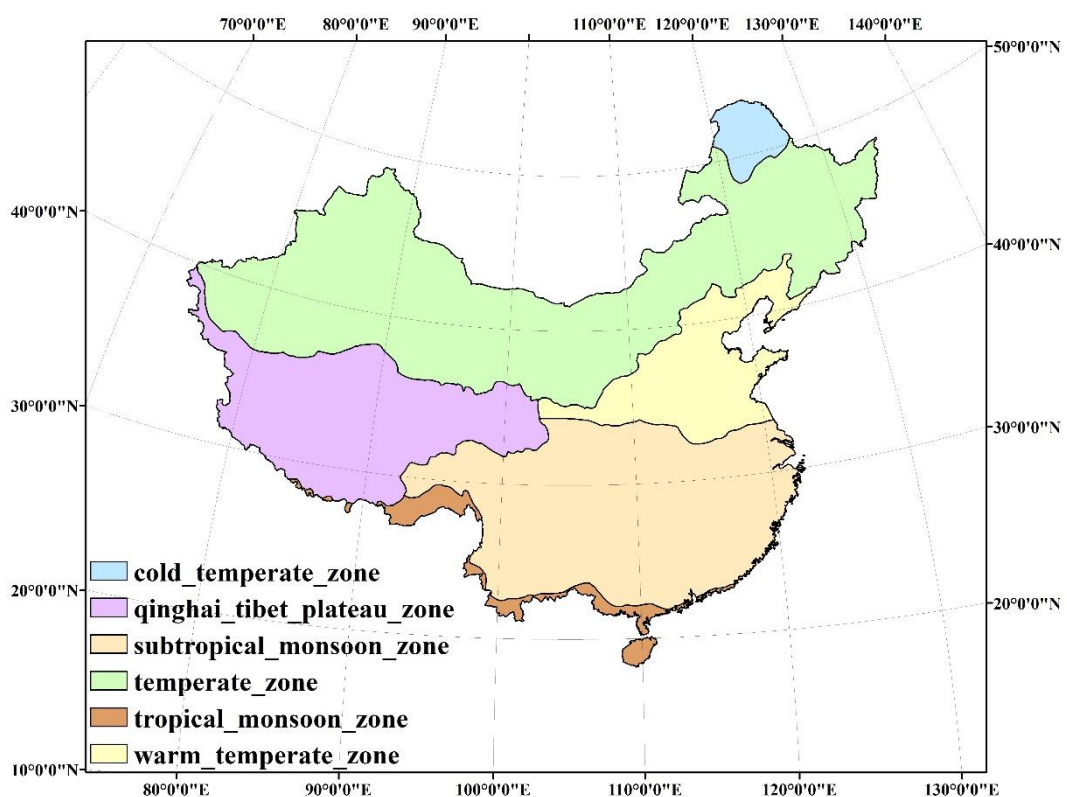 70°0'0"E 80°0'0"E 90°0'0"E 110°0'0"E 120°0'0"E 130°0'0"E 140°0'0"E
50°0'0"N
40°0'0"N
40°0'0"N
30°0'0"N
30°0'0"N
20°0'0"N
20°0'0"N
10°0'0"N
cold_temperate_zone
qinghai_tibet_plateau_zone
subtropical_monsoon_zone
temperate_zone
tropical_monsoon_zone
warm_temperate_zone
80°0'0"E 90°0'0"E 100°0'0"E 110°0'0"E 120°0'0"E 130°0'0"E